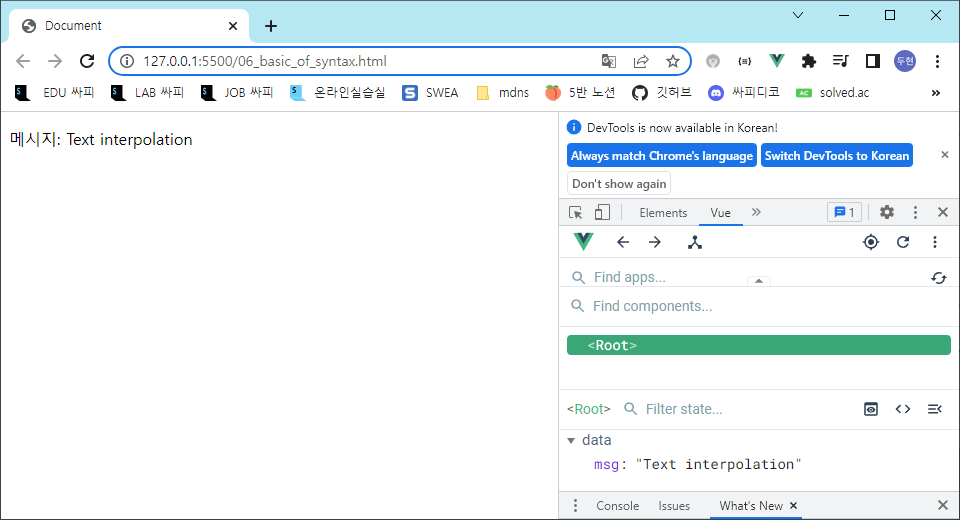 Document
127.0.0.1:5500/06_basic_of_syntax.html
두현
EDU 싸피 LAB 싸피 JOB 싸피 온라인실습실 SWEA mdns 5반 노션 깃허브 싸피디코 AC solved.ac
메시지: Text interpolation
DevTools is now available in Korean!
Always match Chrome's language Switch DevTools to Korean
Don't show again
Elements Vue 1
Find apps...
Find components...
<Root>
<Root> Filter state...
data
msg: "Text interpolation"
Console Issues What's New